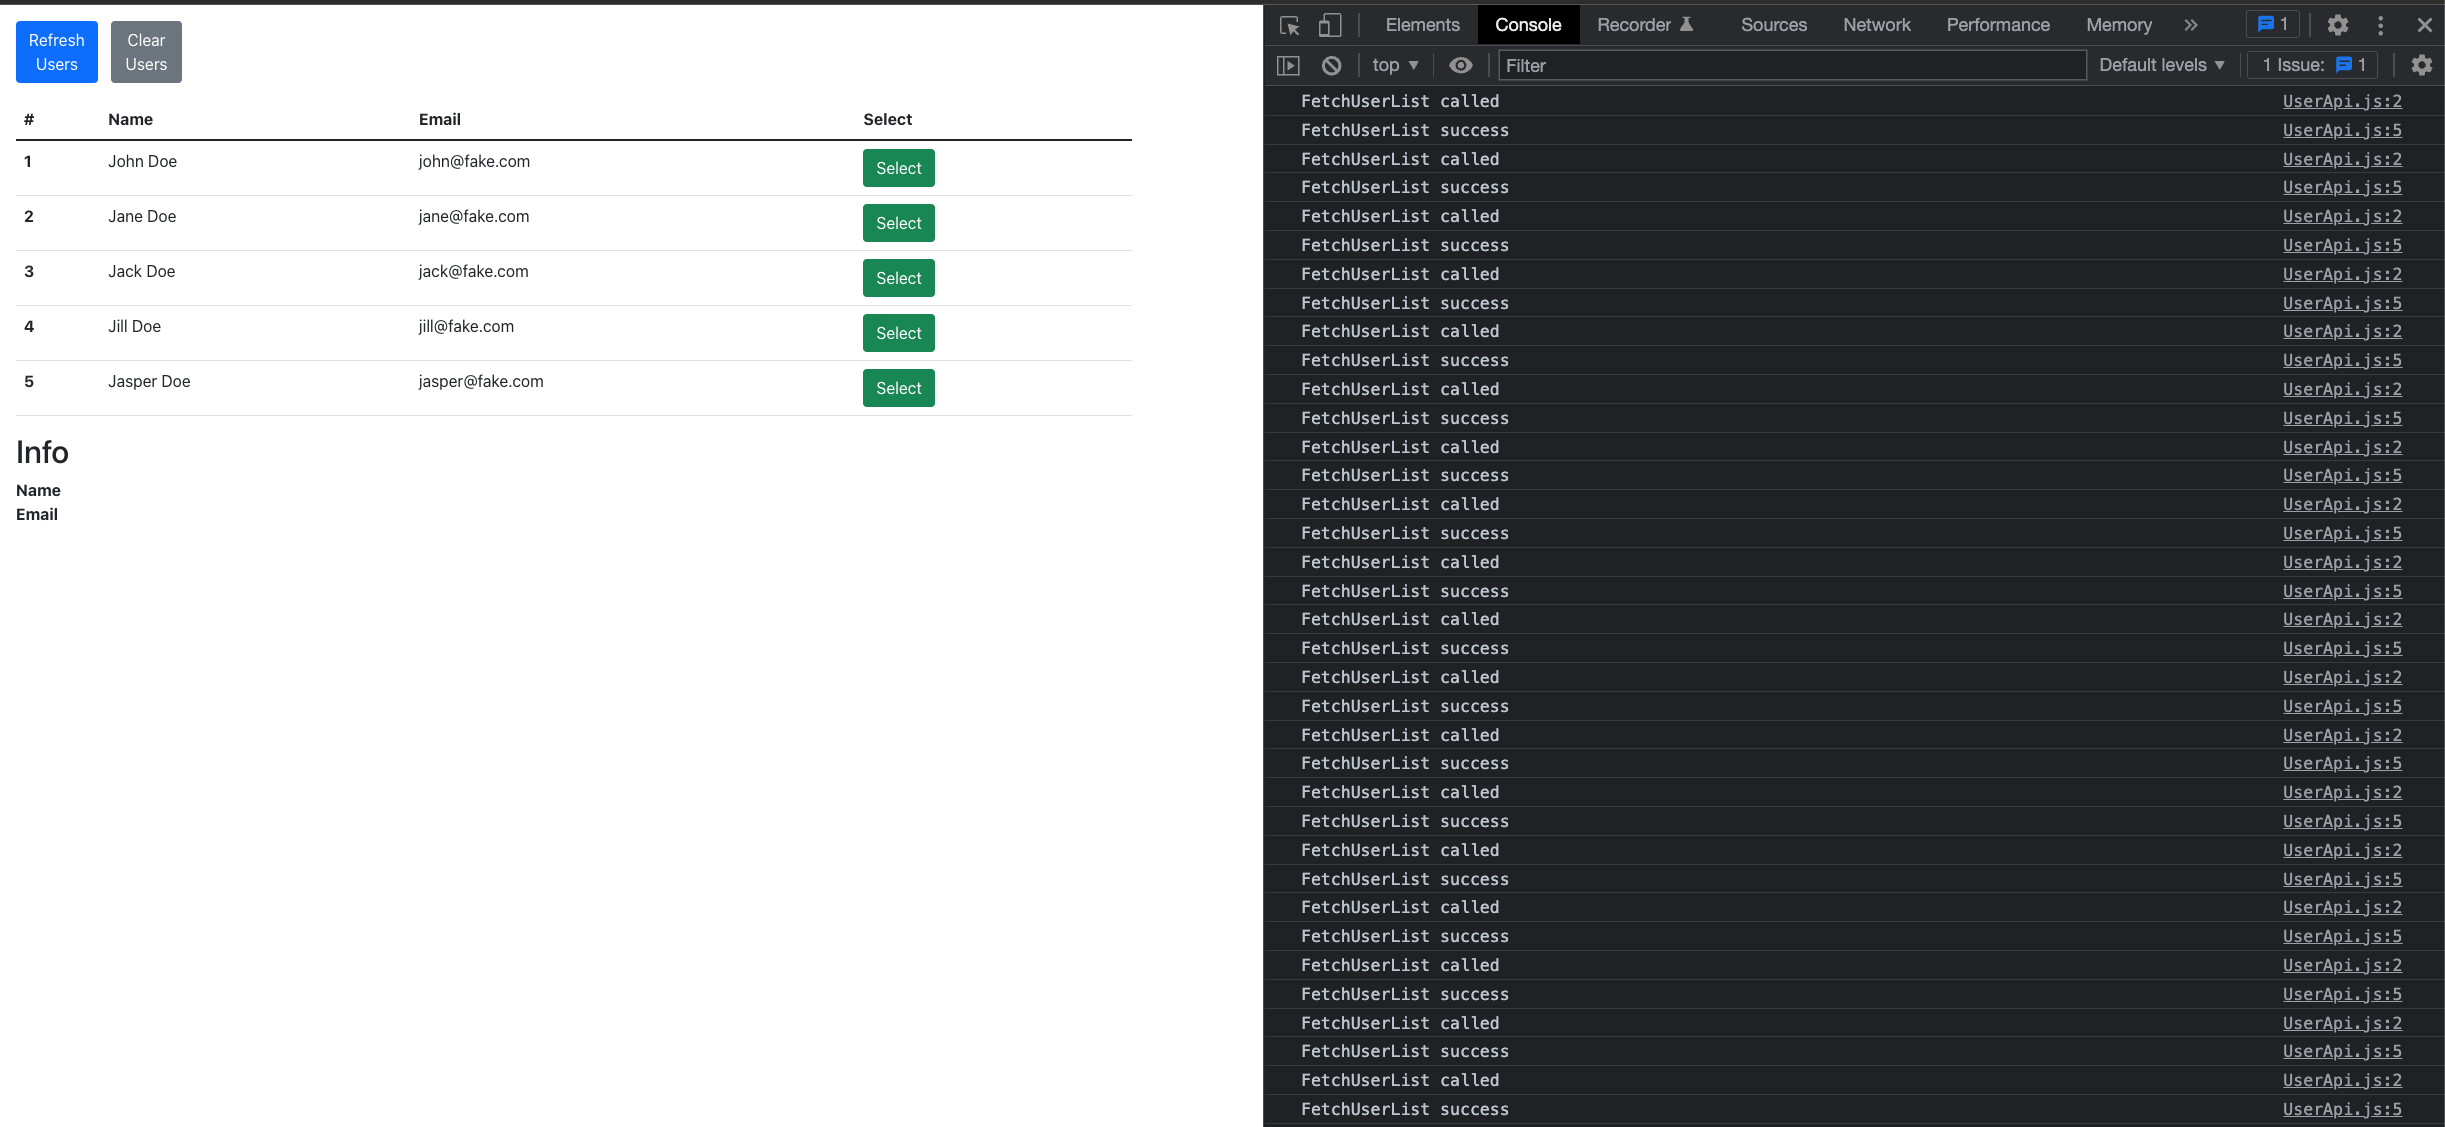 Refresh Users
Clear Users
# Name Email Select
1 John Doe john@fake.com Select
2 Jane Doe jane@fake.com Select
3 Jack Doe jack@fake.com Select
4 Jill Doe jill@fake.com Select
5 Jasper Doe jasper@fake.com Select
Info
Name
Email
Elements Console Recorder Sources Network Performance Memory 1
top Filter Default levels 1 Issue: 1
FetchUserList called UserApi.js:2
FetchUserList success UserApi.js:5
FetchUserList called UserApi.js:2
FetchUserList success UserApi.js:5
FetchUserList called UserApi.js:2
FetchUserList success UserApi.js:5
FetchUserList called UserApi.js:2
FetchUserList success UserApi.js:5
FetchUserList called UserApi.js:2
FetchUserList success UserApi.js:5
FetchUserList called UserApi.js:2
FetchUserList success UserApi.js:5
FetchUserList called UserApi.js:2
FetchUserList success UserApi.js:5
FetchUserList called UserApi.js:2
FetchUserList success UserApi.js:5
FetchUserList called UserApi.js:2
FetchUserList success UserApi.js:5
FetchUserList called UserApi.js:2
FetchUserList success UserApi.js:5
FetchUserList called UserApi.js:2
FetchUserList success UserApi.js:5
FetchUserList called UserApi.js:2
FetchUserList success UserApi.js:5
FetchUserList called UserApi.js:2
FetchUserList success UserApi.js:5
FetchUserList called UserApi.js:2
FetchUserList success UserApi.js:5
FetchUserList called UserApi.js:2
FetchUserList success UserApi.js:5
FetchUserList called UserApi.js:2
FetchUserList success UserApi.js:5
FetchUserList called UserApi.js:2
FetchUserList success UserApi.js:5
FetchUserList called UserApi.js:2
FetchUserList success UserApi.js:5